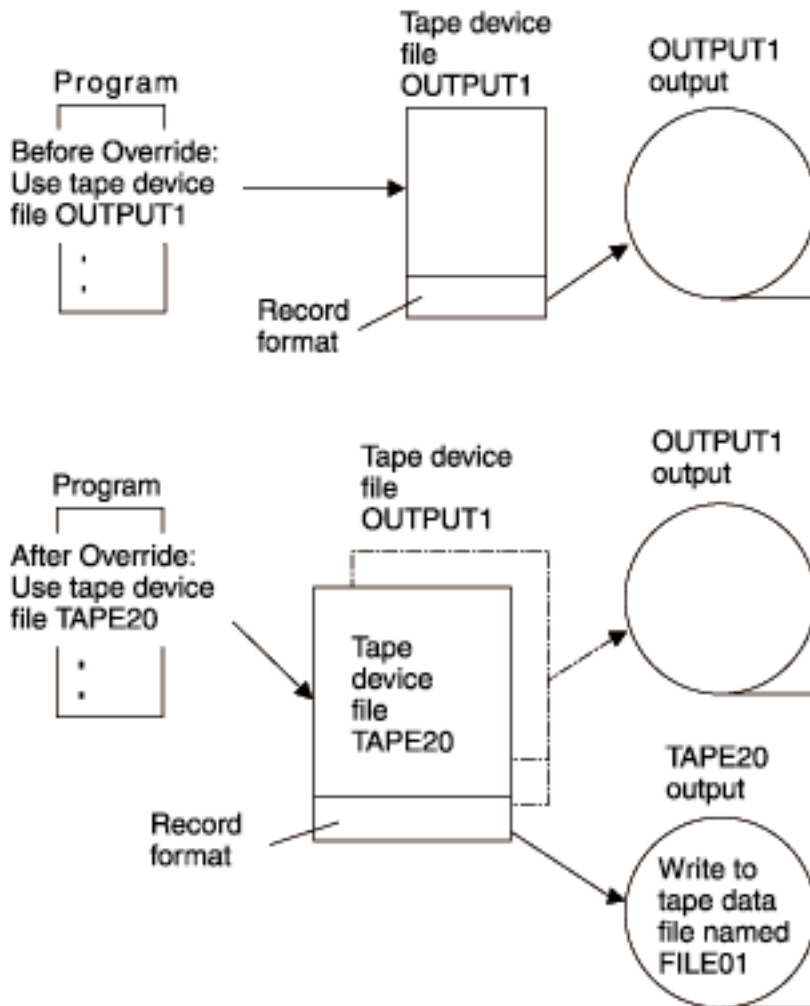 Tape device
file
OUTPUT1
OUTPUT1
output
Program
Before Override:
Use tape device
file OUTPUT1
:
Record
format
OUTPUT1
output
Tape device
file
OUTPUT1
Program
After Override:
Use tape device
file TAPE20
:
Tape
device
file
TAPE20
Record
format
TAPE20
output
Write to
tape data
file named
FILE01